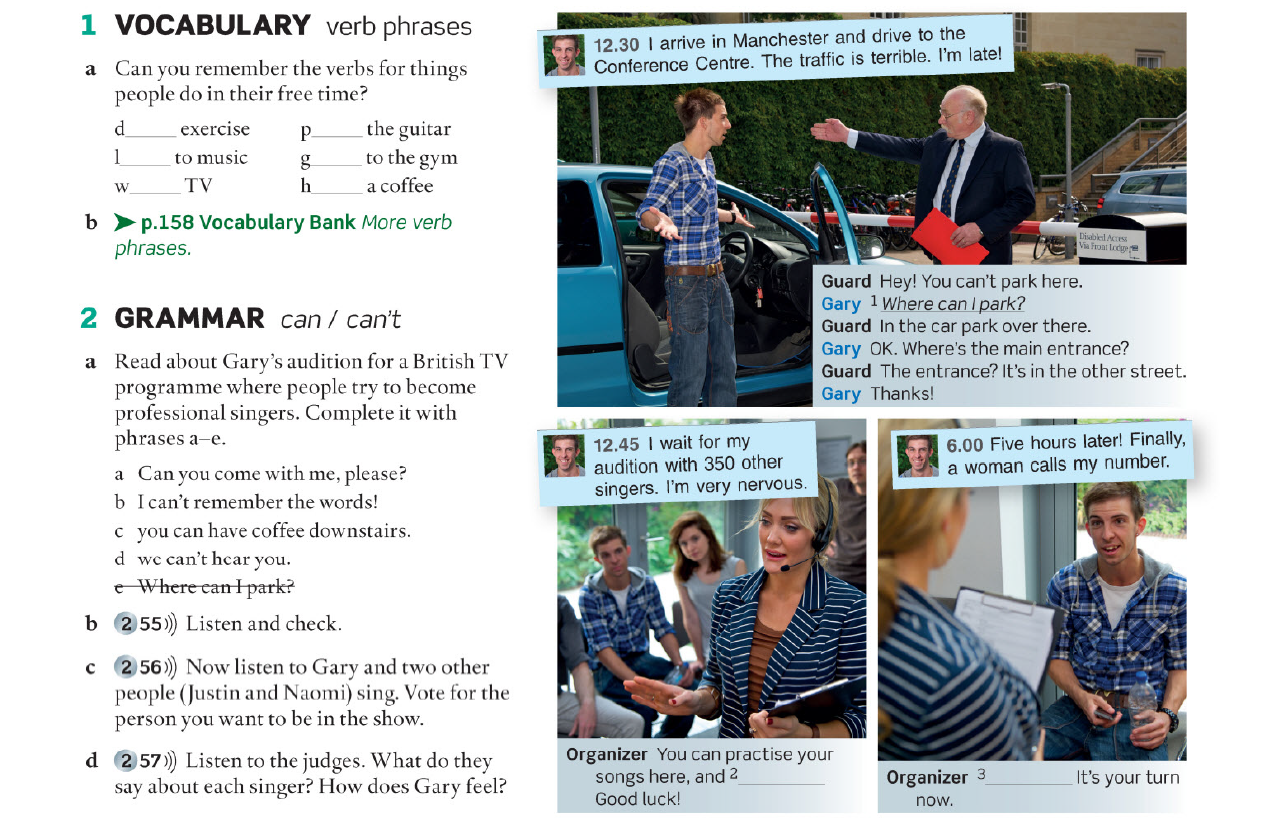 1 VOCABULARY verb phrases
a Can you remember the verbs for things
people do in their free time?
d_____ exercise p_____ the guitar
l_____ to music g_____ to the gym
w_____ TV h_____ a coffee
b ➤ p.158 Vocabulary Bank More verb
phrases.
2 GRAMMAR can / can't
a Read about Gary's audition for a British TV
programme where people try to become
professional singers. Complete it with
phrases a–e.
a Can you come with me, please?
b I can't remember the words!
c you can have coffee downstairs.
d we can't hear you.
e Where can I park?
b 2 55))) Listen and check.
c 2 56))) Now listen to Gary and two other
people (Justin and Naomi) sing. Vote for the
person you want to be in the show.
d 2 57))) Listen to the judges. What do they
say about each singer? How does Gary feel?
12.30 I arrive in Manchester and drive to the
Conference Centre. The traffic is terrible. I'm late!
Disabled Access
Via Front Lodge
Guard Hey! You can't park here.
Gary 1 Where can I park?
Guard In the car park over there.
Gary OK. Where's the main entrance?
Guard The entrance? It's in the other street.
Gary Thanks!
12.45 I wait for my
audition with 350 other
singers. I'm very nervous.
Organizer You can practise your
songs here, and 2_________
Good luck!
6.00 Five hours later! Finally,
a woman calls my number.
Organizer 3_________ It's your turn
now.